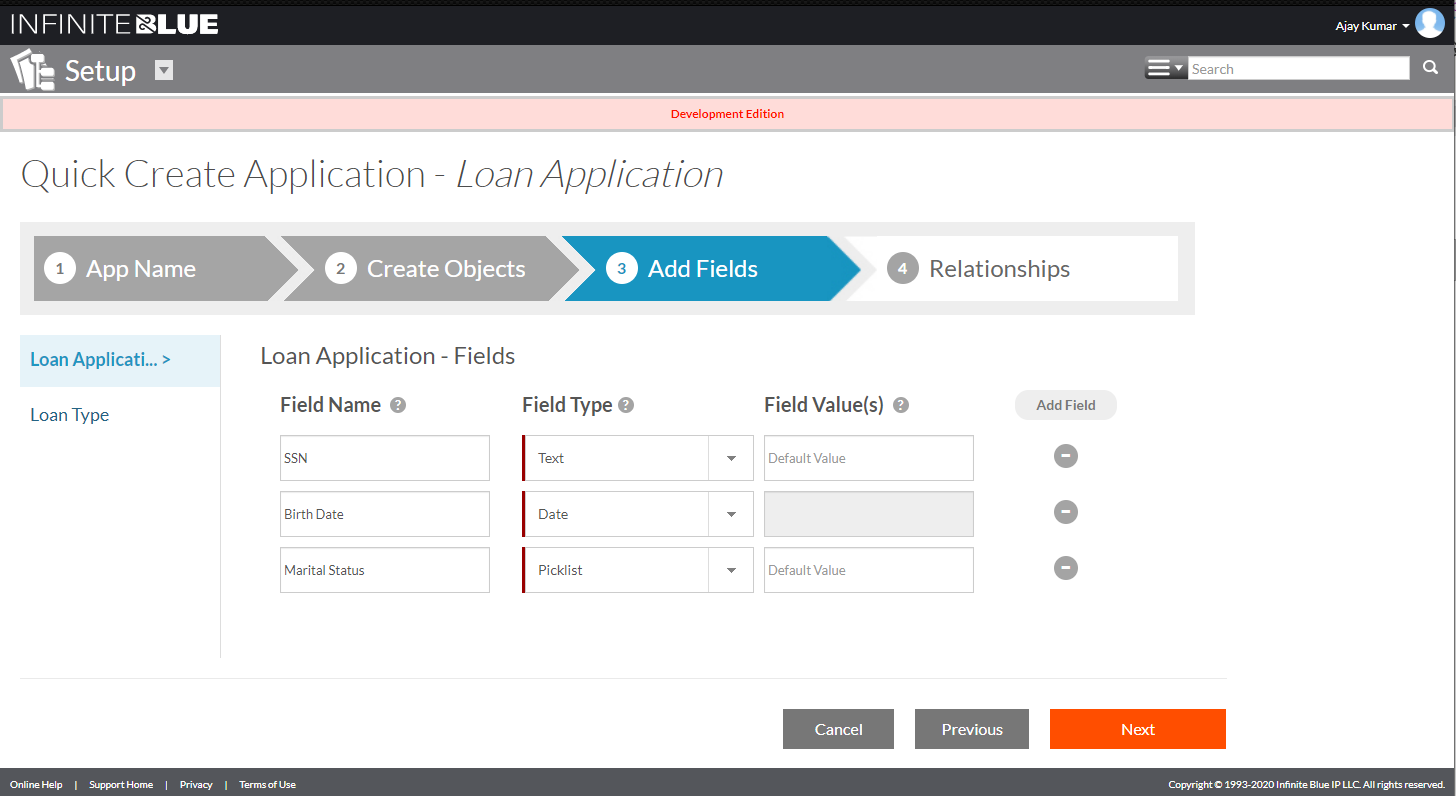 INFINITE BLUE
Ajay Kumar
Setup
Search
Development Edition
Quick Create Application - Loan Application
1 App Name
2 Create Objects
3 Add Fields
4 Relationships
Loan Applicati... >
Loan Type
Loan Application - Fields
Field Name ? Field Type ? Field Value(s) ? Add Field
SSN Text Default Value
Birth Date Date
Marital Status Picklist Default Value
Cancel Previous Next
Online Help | Support Home | Privacy | Terms of Use Copyright © 1993-2020 Infinite Blue IP LLC. All rights reserved.